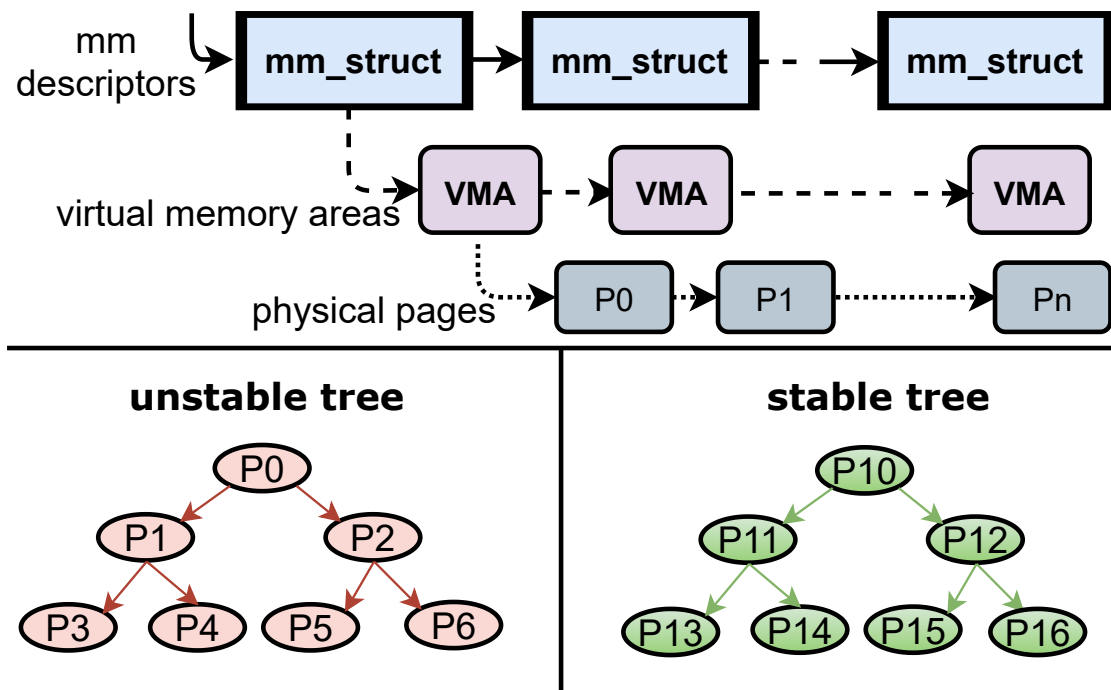 mm
descriptors
mm_struct
mm_struct
mm_struct
virtual memory areas
VMA
VMA
VMA
physical pages
P0
P1
Pn
unstable tree
P0
P1
P2
P3
P4
P5
P6
stable tree
P10
P11
P12
P13
P14
P15
P16